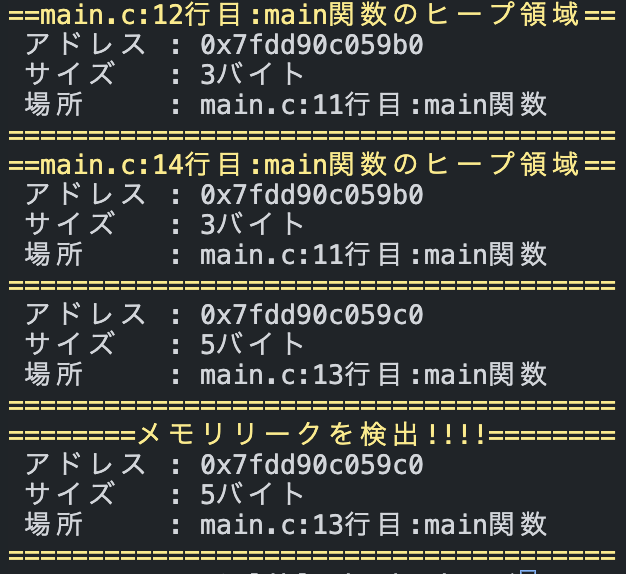 ==main.c:12行目:main関数のヒープ領域==
アドレス : 0x7fdd90c059b0
サイズ : 3バイト
場所 : main.c:11行目:main関数
======================================
==main.c:14行目:main関数のヒープ領域==
アドレス : 0x7fdd90c059b0
サイズ : 3バイト
場所 : main.c:11行目:main関数
======================================
アドレス : 0x7fdd90c059c0
サイズ : 5バイト
場所 : main.c:13行目:main関数
======================================
========メモリリークを検出!!!!========
アドレス : 0x7fdd90c059c0
サイズ : 5バイト
場所 : main.c:13行目:main関数
======================================